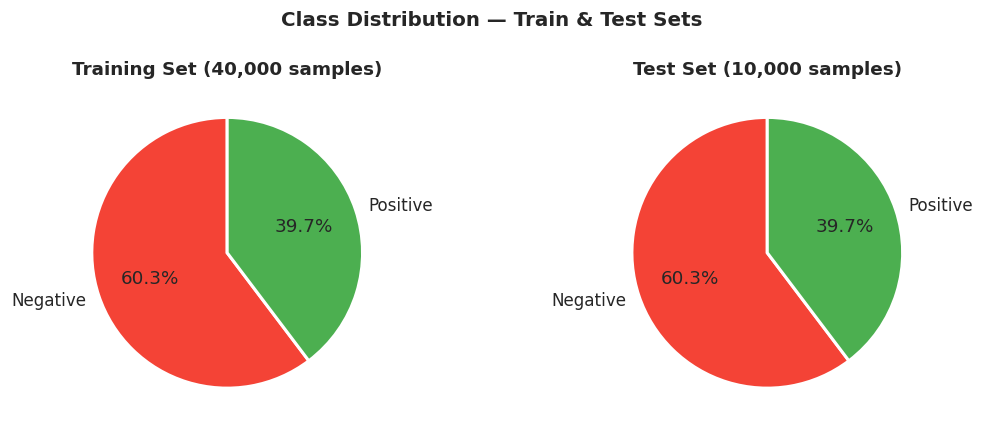 Class Distribution — Train & Test Sets
Training Set (40,000 samples)
Positive
39.7%
60.3%
Negative
Test Set (10,000 samples)
Positive
39.7%
60.3%
Negative